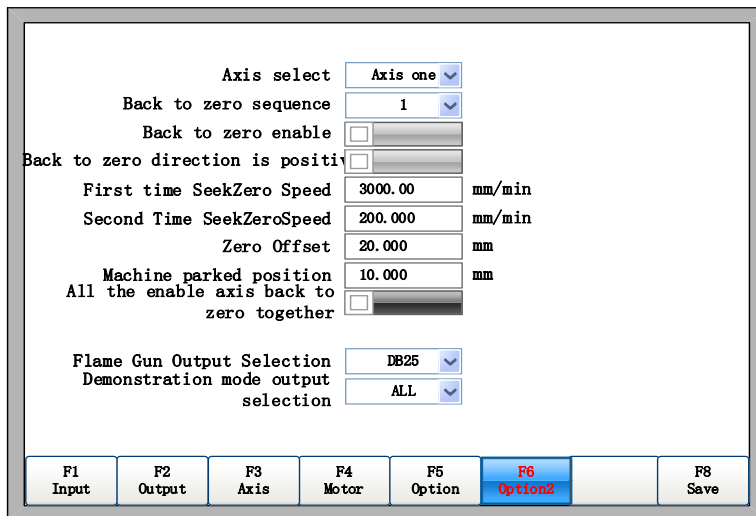 Axis select Axis one
Back to zero sequence 1
Back to zero enable
Back to zero direction is positiv
First time SeekZero Speed 3000.00 mm/min
Second Time SeekZeroSpeed 200.000 mm/min
Zero Offset 20.000 mm
Machine parked position 10.000 mm
All the enable axis back to
zero together
Flame Gun Output Selection DB25
Demonstration mode output
selection ALL
F1 F2 F3 F4 F5 F6 F8
Input Output Axis Motor Option Option2 Save